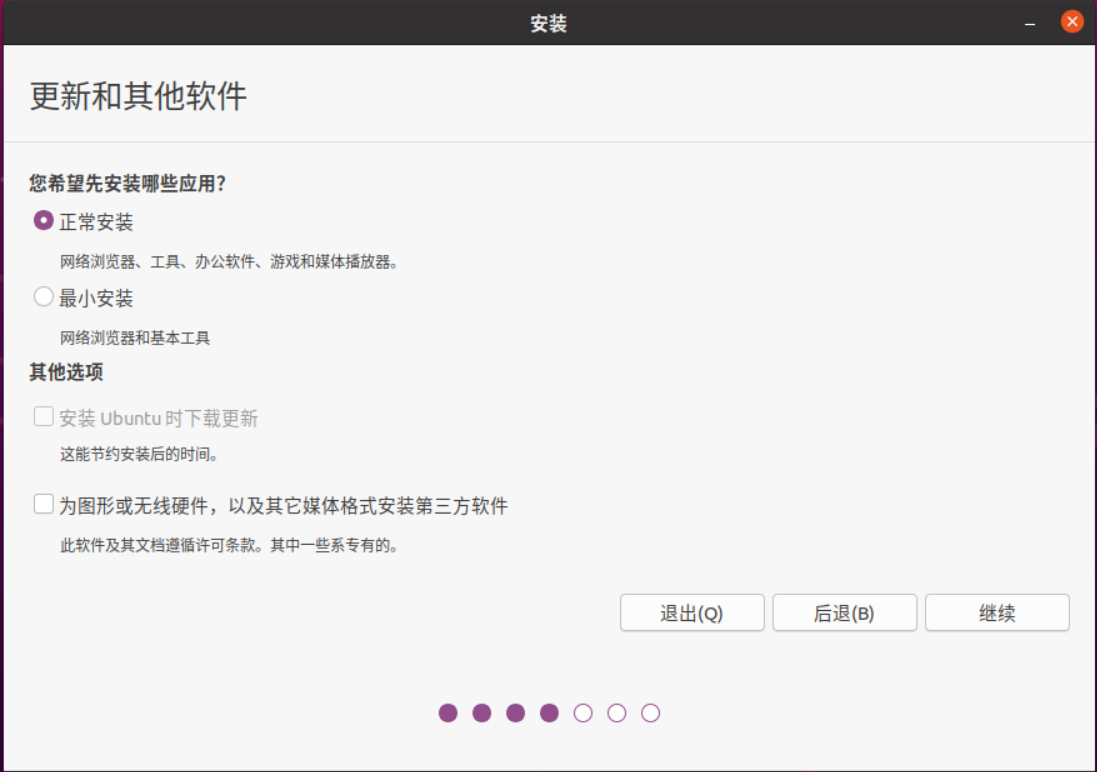 安装
更新和其他软件
您希望先安装哪些应用?
正常安装
网络浏览器、工具、办公软件、游戏和媒体播放器。
最小安装
网络浏览器和基本工具
其他选项
安装 Ubuntu 时下载更新
这能节约安装后的时间。
为图形或无线硬件，以及其它媒体格式安装第三方软件
此软件及其文档遵循许可条款。其中一些系专有的。
退出(Q) 后退(B) 继续